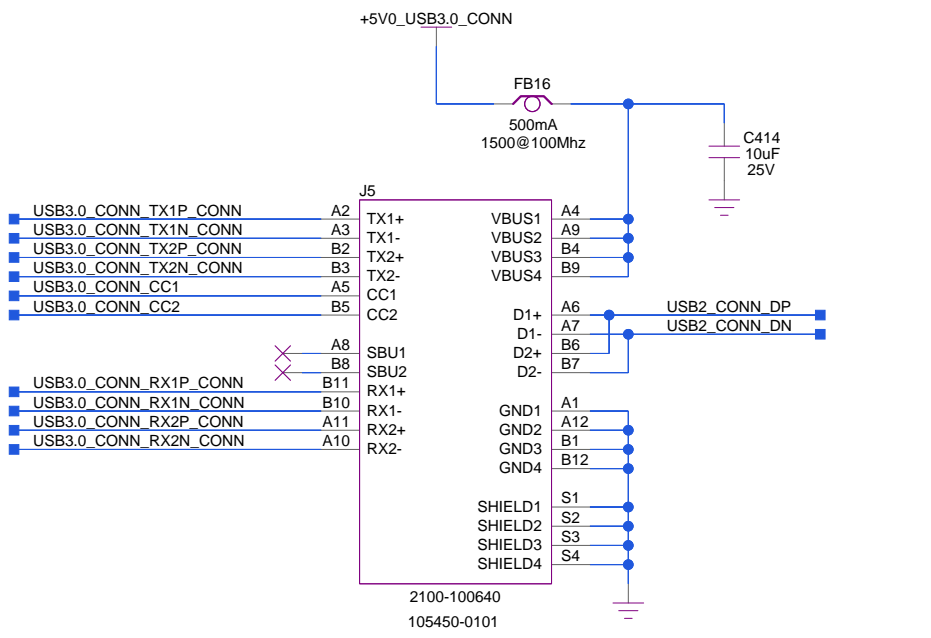 +5V0_USB3.0_CONN
FB16
500mA
1500@100Mhz
C414
10uF
25V
J5
USB3.0_CONN_TX1P_CONN A2 TX1+ VBUS1 A4
USB3.0_CONN_TX1N_CONN A3 TX1- VBUS2 A9
USB3.0_CONN_TX2P_CONN B2 TX2+ VBUS3 B4
USB3.0_CONN_TX2N_CONN B3 TX2- VBUS4 B9
USB3.0_CONN_CC1 A5 CC1
USB3.0_CONN_CC2 B5 CC2 D1+ A6 USB2_CONN_DP
D1- A7 USB2_CONN_DN
A8 SBU1 D2+ B6
B8 SBU2 D2- B7
USB3.0_CONN_RX1P_CONN B11 RX1+
USB3.0_CONN_RX1N_CONN B10 RX1- GND1 A1
USB3.0_CONN_RX2P_CONN A11 RX2+ GND2 A12
USB3.0_CONN_RX2N_CONN A10 RX2- GND3 B1
GND4 B12
SHIELD1 S1
SHIELD2 S2
SHIELD3 S3
SHIELD4 S4
2100-100640
105450-0101